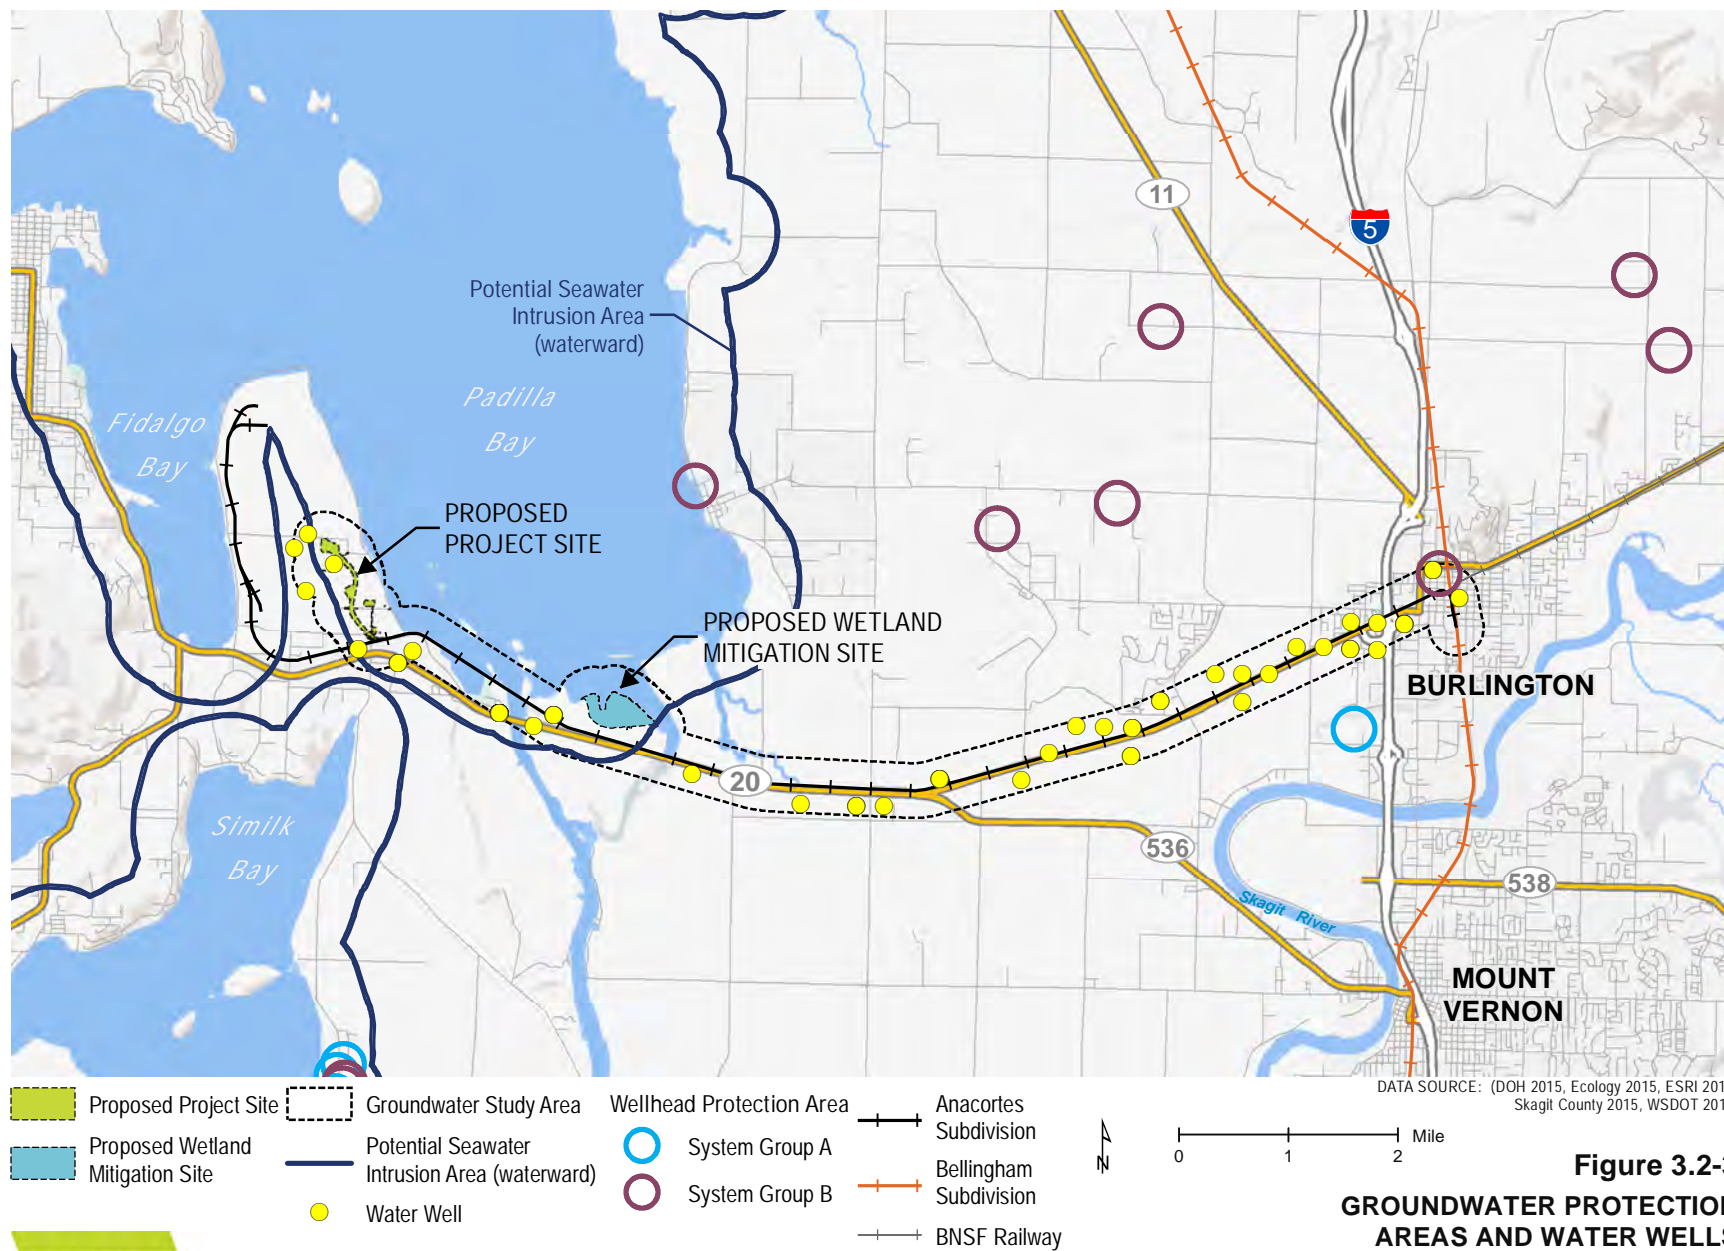 11
5
Potential Seawater
Intrusion Area
(waterward)
Padilla
Bay
Fidalgo
Bay
PROPOSED
PROJECT SITE
PROPOSED WETLAND
MITIGATION SITE
BURLINGTON
20
536
538
Similk
Bay
Skagit River
MOUNT
VERNON
DATA SOURCE: (DOH 2015, Ecology 2015, ESRI 201
Skagit County 2015, WSDOT 201
Proposed Project Site
Proposed Wetland
Mitigation Site
Groundwater Study Area
Potential Seawater
Intrusion Area (waterward)
Water Well
Wellhead Protection Area
System Group A
System Group B
Anacortes
Subdivision
Bellingham
Subdivision
BNSF Railway
N
0 1 2 Mile
Figure 3.2-
GROUNDWATER PROTECTION
AREAS AND WATER WELLS